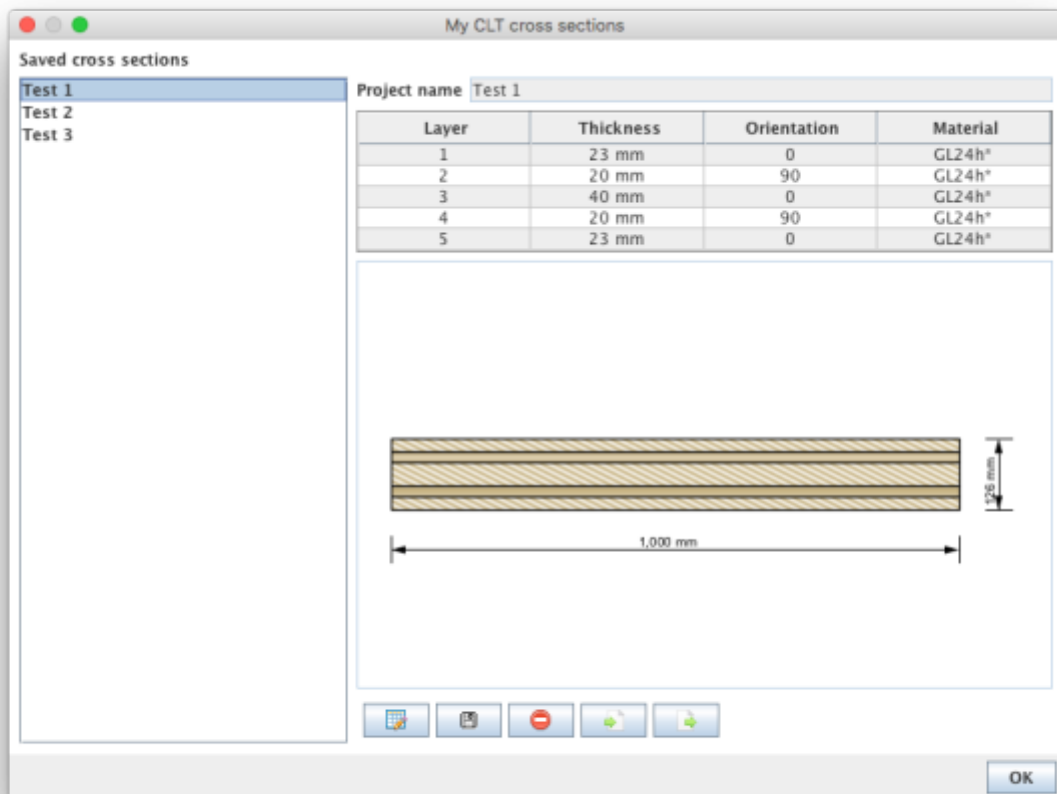 My CLT cross sections
Saved cross sections
Test 1
Test 2
Test 3
Project name Test 1
Layer Thickness Orientation Material
1 23 mm 0 GL24h*
2 20 mm 90 GL24h*
3 40 mm 0 GL24h*
4 20 mm 90 GL24h*
5 23 mm 0 GL24h*
126 mm
1,000 mm
OK